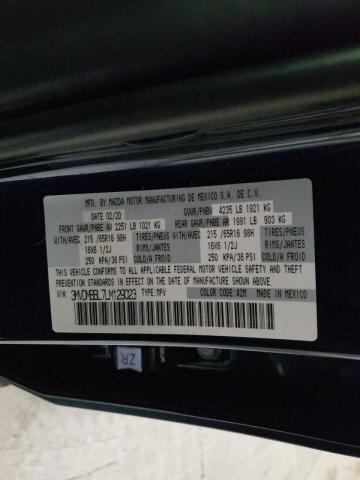 MFD. BY MAZDA MOTOR MANUFACTURING DE MEXICO S.A. DE C.V.
DATE 02/20 GVWR/PNBV 4235 LB 1921 KG
FRONT GAWR/PNBE AV 2251 LB 1021 KG REAR GAWR/PNBE AR 1991 LB 903 KG
WITH/AVEC 215 /65R16 98H TIRES/PNEUS WITH/AVEC 215 /65R16 98H TIRES/PNEUS
16X6 1/2J RIMS/JANTES 16X6 1/2J RIMS/JANTES
250 KPA/36 PSI COLD/A FROID 250 KPA/36 PSI COLD/A FROID
THIS VEHICLE CONFORMS TO ALL APPLICABLE FEDERAL MOTOR VEHICLE SAFETY STANDARDS
IN EFFECT ON THE DATE OF MANUFACTURE SHOWN ABOVE.
TYPE:MPV COLOR CODE:42M MADE IN MEXICO
ZR